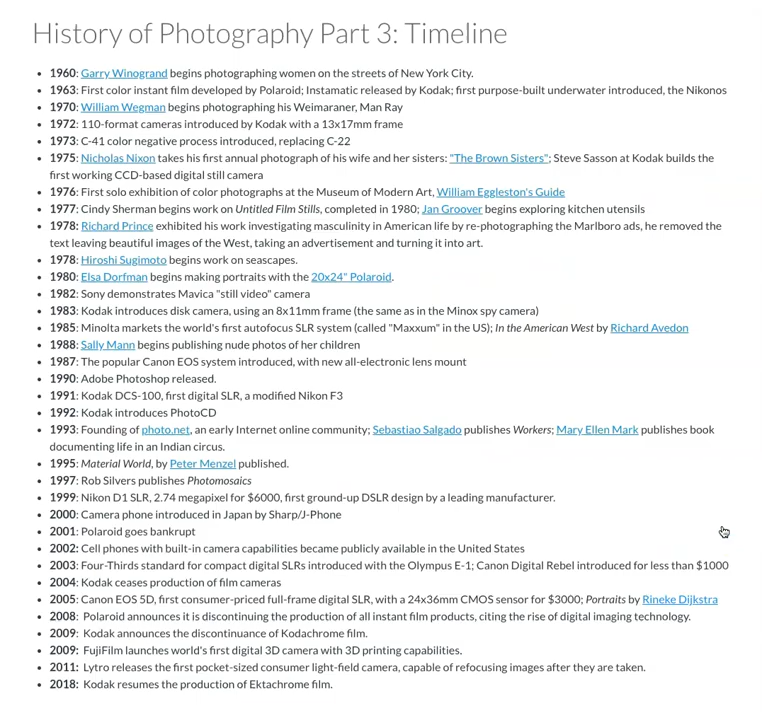 History of Photography Part 3: Timeline
1960: Garry Winogrand begins photographing women on the streets of New York City.
1963: First color instant film developed by Polaroid; Instamatic released by Kodak; first purpose-built underwater introduced, the Nikonos
1970: William Wegman begins photographing his Weimaraner, Man Ray
1972: 110-format cameras introduced by Kodak with a 13x17mm frame
1973: C-41 color negative process introduced, replacing C-22
1975: Nicholas Nixon takes his first annual photograph of his wife and her sisters: "The Brown Sisters"; Steve Sasson at Kodak builds the
first working CCD-based digital still camera
1976: First solo exhibition of color photographs at the Museum of Modern Art, William Eggleston's Guide
1977: Cindy Sherman begins work on Untitled Film Stills, completed in 1980; Jan Groover begins exploring kitchen utensils
1978: Richard Prince exhibited his work investigating masculinity in American life by re-photographing the Marlboro ads, he removed the
text leaving beautiful images of the West, taking an advertisement and turning it into art.
1978: Hiroshi Sugimoto begins work on seascapes.
1980: Elsa Dorfman begins making portraits with the 20x24" Polaroid.
1982: Sony demonstrates Mavica "still video" camera
1983: Kodak introduces disk camera, using an 8x11mm frame (the same as in the Minox spy camera)
1985: Minolta markets the world's first autofocus SLR system (called "Maxxum" in the US); In the American West by Richard Avedon
1988: Sally Mann begins publishing nude photos of her children
1987: The popular Canon EOS system introduced, with new all-electronic lens mount
1990: Adobe Photoshop released.
1991: Kodak DCS-100, first digital SLR, a modified Nikon F3
1992: Kodak introduces PhotoCD
1993: Founding of photo.net, an early Internet online community; Sebastiao Salgado publishes Workers; Mary Ellen Mark publishes book
documenting life in an Indian circus.
1995: Material World, by Peter Menzel published.
1997: Rob Silvers publishes Photomosaics
1999: Nikon D1 SLR, 2.74 megapixel for $6000, first ground-up DSLR design by a leading manufacturer.
2000: Camera phone introduced in Japan by Sharp/J-Phone
2001: Polaroid goes bankrupt
2002: Cell phones with built-in camera capabilities became publicly available in the United States
2003: Four-Thirds standard for compact digital SLRs introduced with the Olympus E-1; Canon Digital Rebel introduced for less than $1000
2004: Kodak ceases production of film cameras
2005: Canon EOS 5D, first consumer-priced full-frame digital SLR, with a 24x36mm CMOS sensor for $3000; Portraits by Rineke Dijkstra
2008: Polaroid announces it is discontinuing the production of all instant film products, citing the rise of digital imaging technology.
2009: Kodak announces the discontinuance of Kodachrome film.
2009: FujiFilm launches world's first digital 3D camera with 3D printing capabilities.
2011: Lytro releases the first pocket-sized consumer light-field camera, capable of refocusing images after they are taken.
2018: Kodak resumes the production of Ektachrome film.